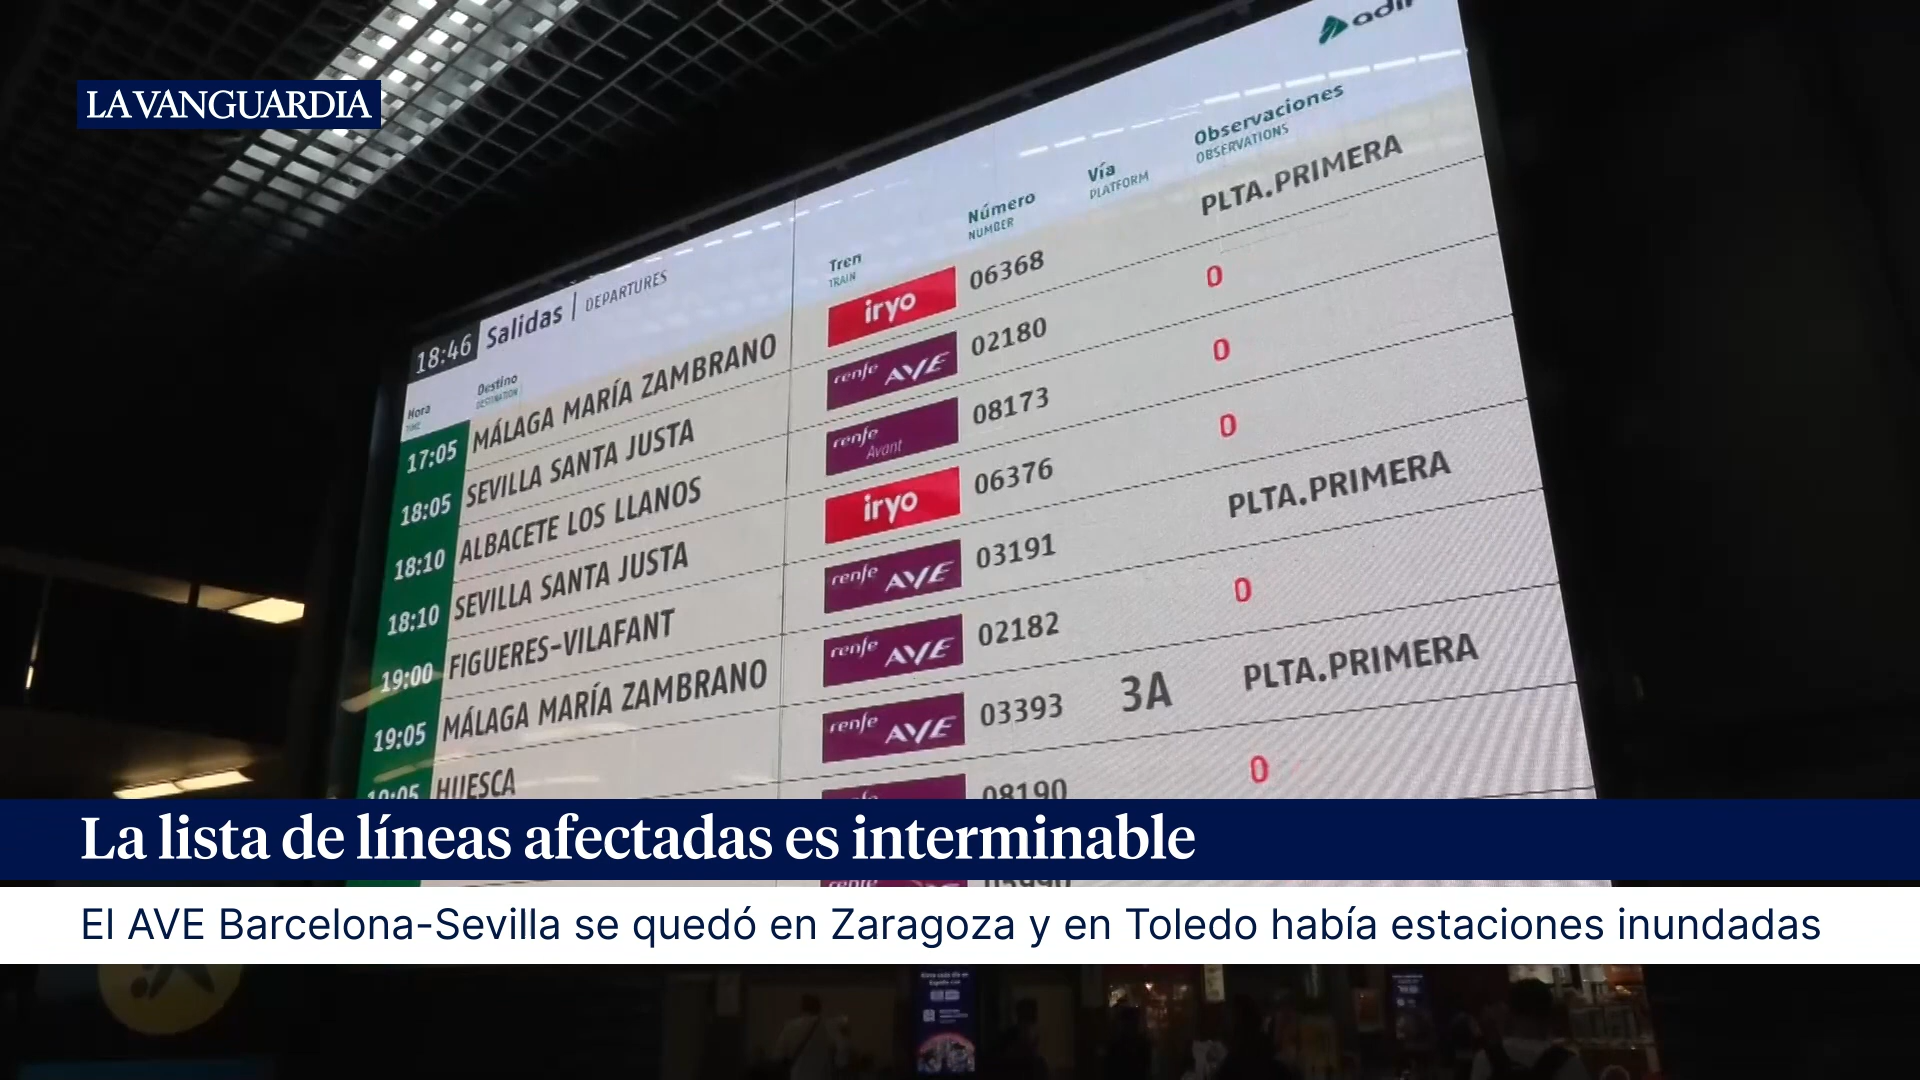 LA VANGUARDIA
adif
18:46 Salidas | DEPARTURES
Hora Destino Tren Número Vía Observaciones
TIME DESTINATION TRAIN NUMBER PLATFORM OBSERVATIONS
17:05 MÁLAGA MARÍA ZAMBRANO iryo 06368 PLTA.PRIMERA
18:05 SEVILLA SANTA JUSTA renfe AVE 02180 0
18:10 ALBACETE LOS LLANOS renfe Avant 08173 0
18:10 SEVILLA SANTA JUSTA iryo 06376 0
19:00 FIGUERES-VILAFANT renfe AVE 03191 PLTA.PRIMERA
19:05 MÁLAGA MARÍA ZAMBRANO renfe AVE 02182 0
19:05 HUESCA renfe AVE 03393 3A PLTA.PRIMERA
08190 0
La lista de líneas afectadas es interminable
El AVE Barcelona-Sevilla se quedó en Zaragoza y en Toledo había estaciones inundadas